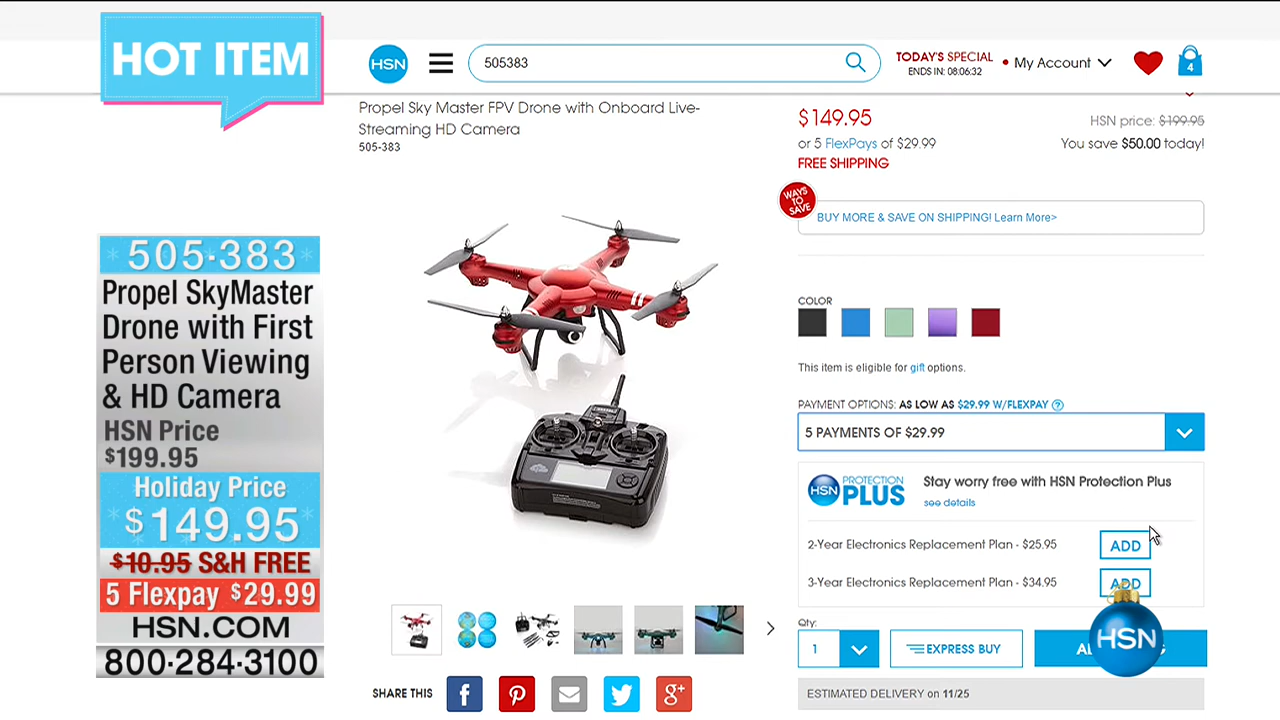 HOT ITEM
HSN
505383
TODAY'S SPECIAL
ENDS IN: 08:06:32
My Account
4
Propel Sky Master FPV Drone with Onboard Live-
Streaming HD Camera
505-383
$149.95
HSN price: $199.95
or 5 FlexPays of $29.99
You save $50.00 today!
FREE SHIPPING
WAYS
TO
SAVE
BUY MORE & SAVE ON SHIPPING! Learn More>
505-383
Propel SkyMaster
Drone with First
Person Viewing
& HD Camera
HSN Price
$199.95
Holiday Price
$149.95
$10.95 S&H FREE
5 Flexpay $29.99
HSN.COM
800-284-3100
COLOR
This item is eligible for gift options.
PAYMENT OPTIONS: AS LOW AS $29.99 W/FLEXPAY ?
5 PAYMENTS OF $29.99
HSN PROTECTION PLUS
Stay worry free with HSN Protection Plus
see details
2-Year Electronics Replacement Plan - $25.95
ADD
3-Year Electronics Replacement Plan - $34.95
ADD
Qty:
1
EXPRESS BUY
HSN
SHARE THIS
f
g+
ESTIMATED DELIVERY on 11/25